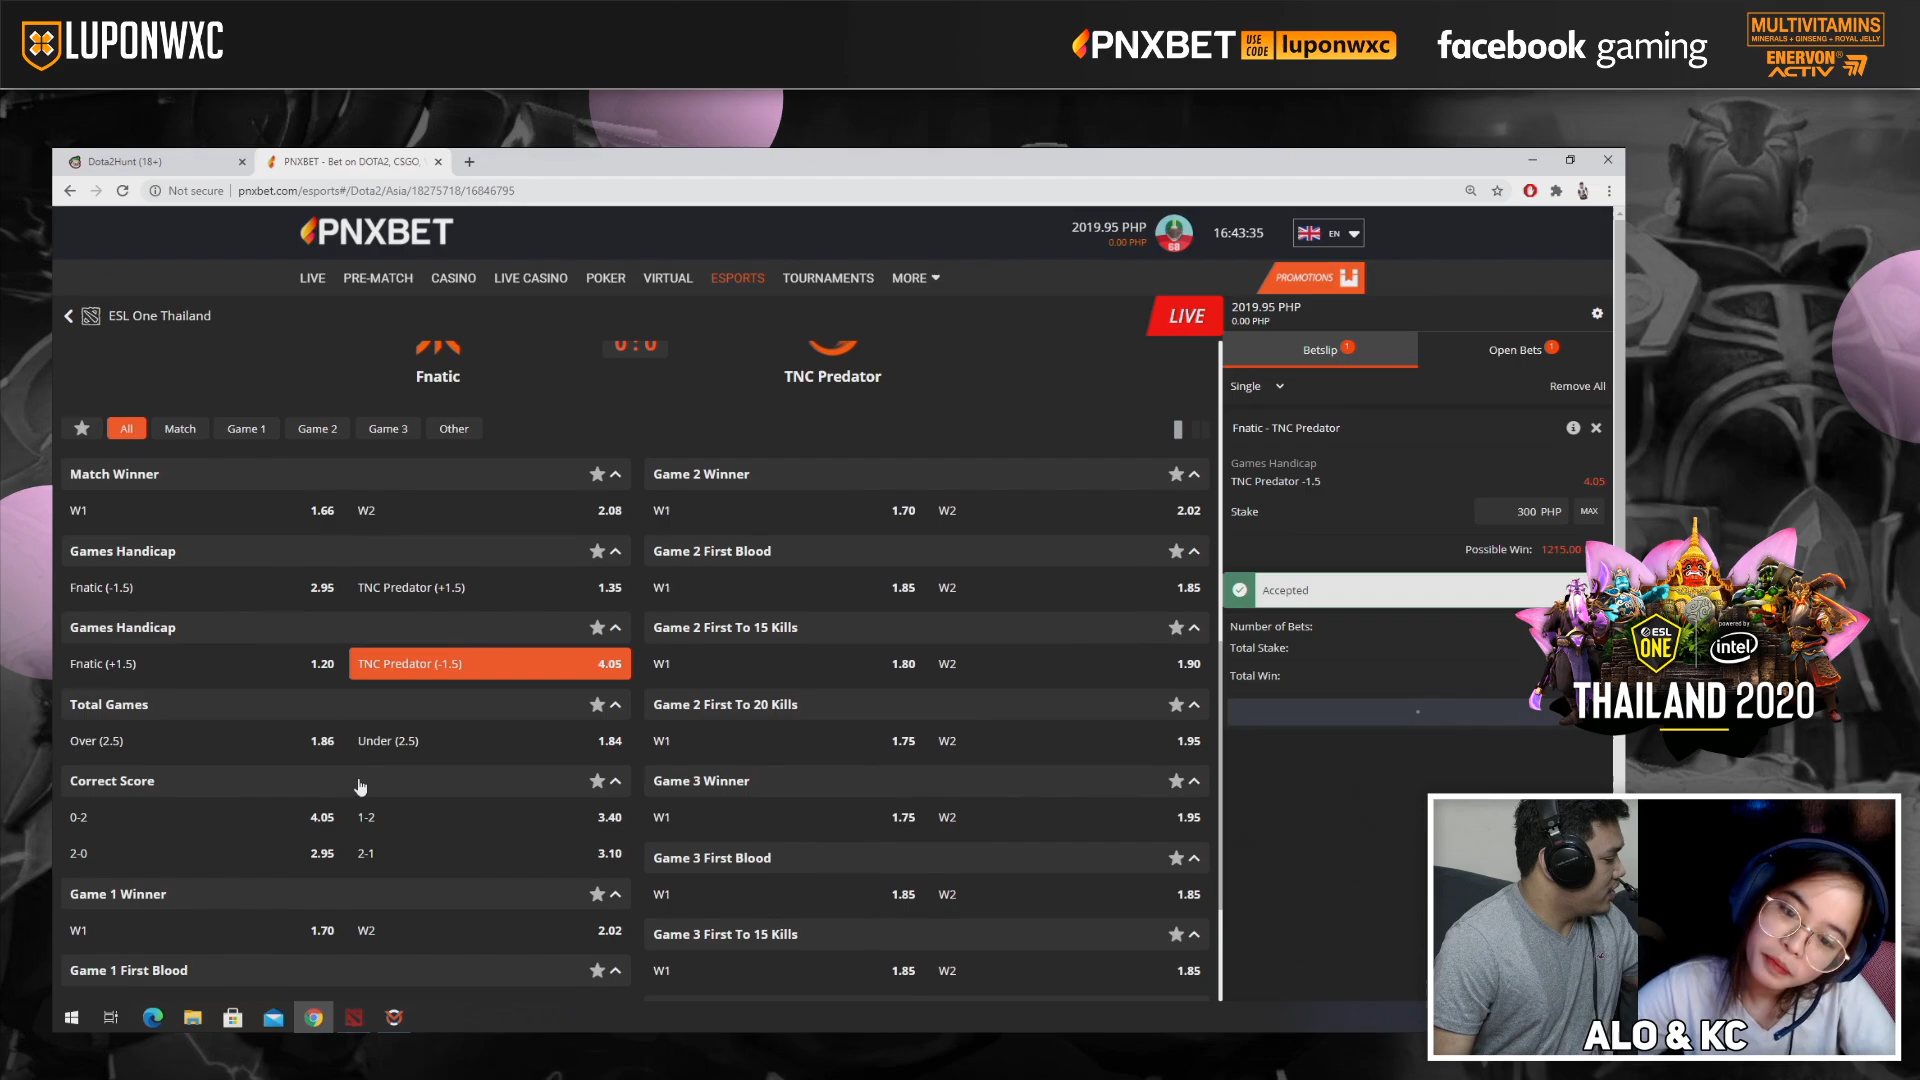 LUPONWXC
PNXBET USE CODE luponwxc
facebook gaming
MULTIVITAMINS
MINERALS + GINSENG + ROYAL JELLY
ENERVON®
ACTIV
Dota2Hunt (18+)
PNXBET - Bet on DOTA2, CSGO,
Not secure
pnxbet.com/esports#/Dota2/Asia/18275718/16846795
PNXBET
2019.95 PHP
0.00 PHP
16:43:35
EN
LIVE PRE-MATCH CASINO LIVE CASINO POKER VIRTUAL ESPORTS TOURNAMENTS MORE
PROMOTIONS
ESL One Thailand
LIVE
0:0
Fnatic
TNC Predator
All Match Game 1 Game 2 Game 3 Other
Match Winner
W1 1.66 W2 2.08
Games Handicap
Fnatic (-1.5) 2.95 TNC Predator (+1.5) 1.35
Games Handicap
Fnatic (+1.5) 1.20 TNC Predator (-1.5) 4.05
Total Games
Over (2.5) 1.86 Under (2.5) 1.84
Correct Score
0-2 4.05 1-2 3.40
2-0 2.95 2-1 3.10
Game 1 Winner
W1 1.70 W2 2.02
Game 1 First Blood
Game 2 Winner
W1 1.70 W2 2.02
Game 2 First Blood
W1 1.85 W2 1.85
Game 2 First To 15 Kills
W1 1.80 W2 1.90
Game 2 First To 20 Kills
W1 1.75 W2 1.95
Game 3 Winner
W1 1.75 W2 1.95
Game 3 First Blood
W1 1.85 W2 1.85
Game 3 First To 15 Kills
W1 1.85 W2 1.85
2019.95 PHP
0.00 PHP
Betslip 1
Open Bets 1
Single
Remove All
Fnatic - TNC Predator
Games Handicap
TNC Predator -1.5 4.05
Stake 300 PHP MAX
Possible Win: 1215.00
Accepted
Number of Bets:
Total Stake:
Total Win:
ESL
ONE
powered by
intel
THAILAND 2020
ALO & KC